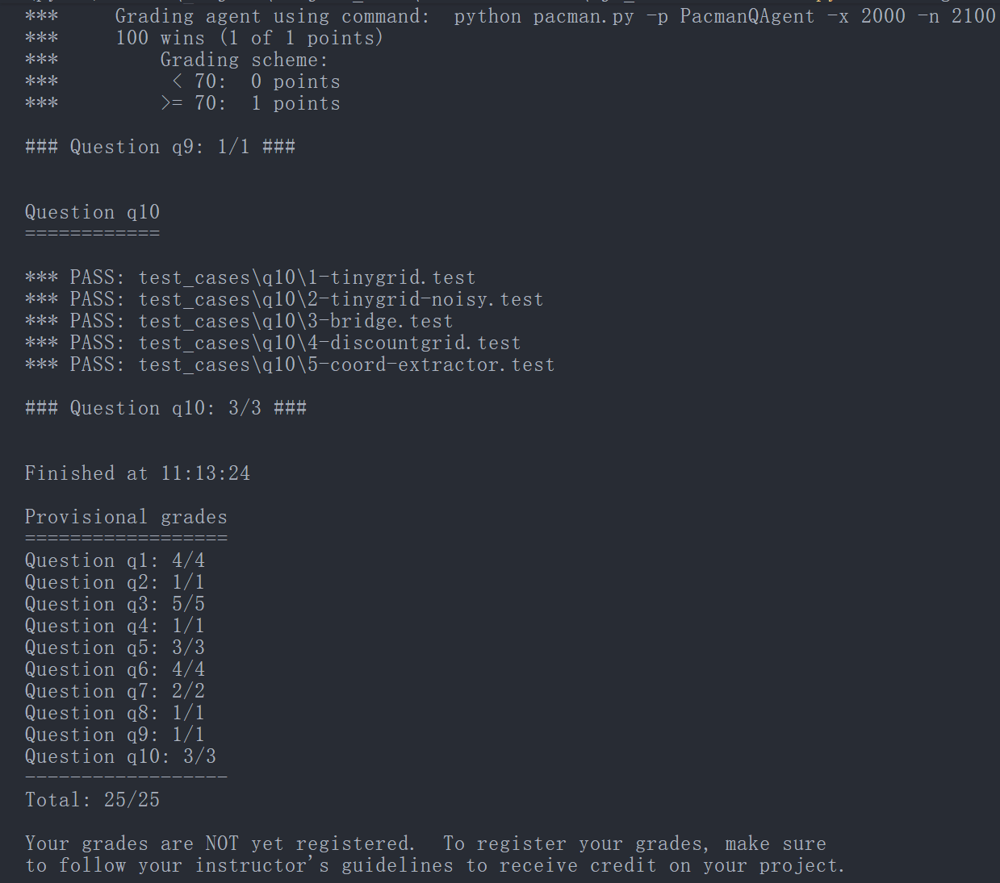 ***     Grading agent using command:  python pacman.py -p PacmanQAgent -x 2000 -n 2100
***     100 wins (1 of 1 points)
***         Grading scheme:
***          < 70:  0 points
***         >= 70:  1 points
### Question q9: 1/1 ###
Question q10
============
*** PASS: test_cases\q10\1-tinygrid.test
*** PASS: test_cases\q10\2-tinygrid-noisy.test
*** PASS: test_cases\q10\3-bridge.test
*** PASS: test_cases\q10\4-discountgrid.test
*** PASS: test_cases\q10\5-coord-extractor.test
### Question q10: 3/3 ###
Finished at 11:13:24
Provisional grades
==================
Question q1: 4/4
Question q2: 1/1
Question q3: 5/5
Question q4: 1/1
Question q5: 3/3
Question q6: 4/4
Question q7: 2/2
Question q8: 1/1
Question q9: 1/1
Question q10: 3/3
------------------
Total: 25/25
Your grades are NOT yet registered.  To register your grades, make sure
to follow your instructor's guidelines to receive credit on your project.